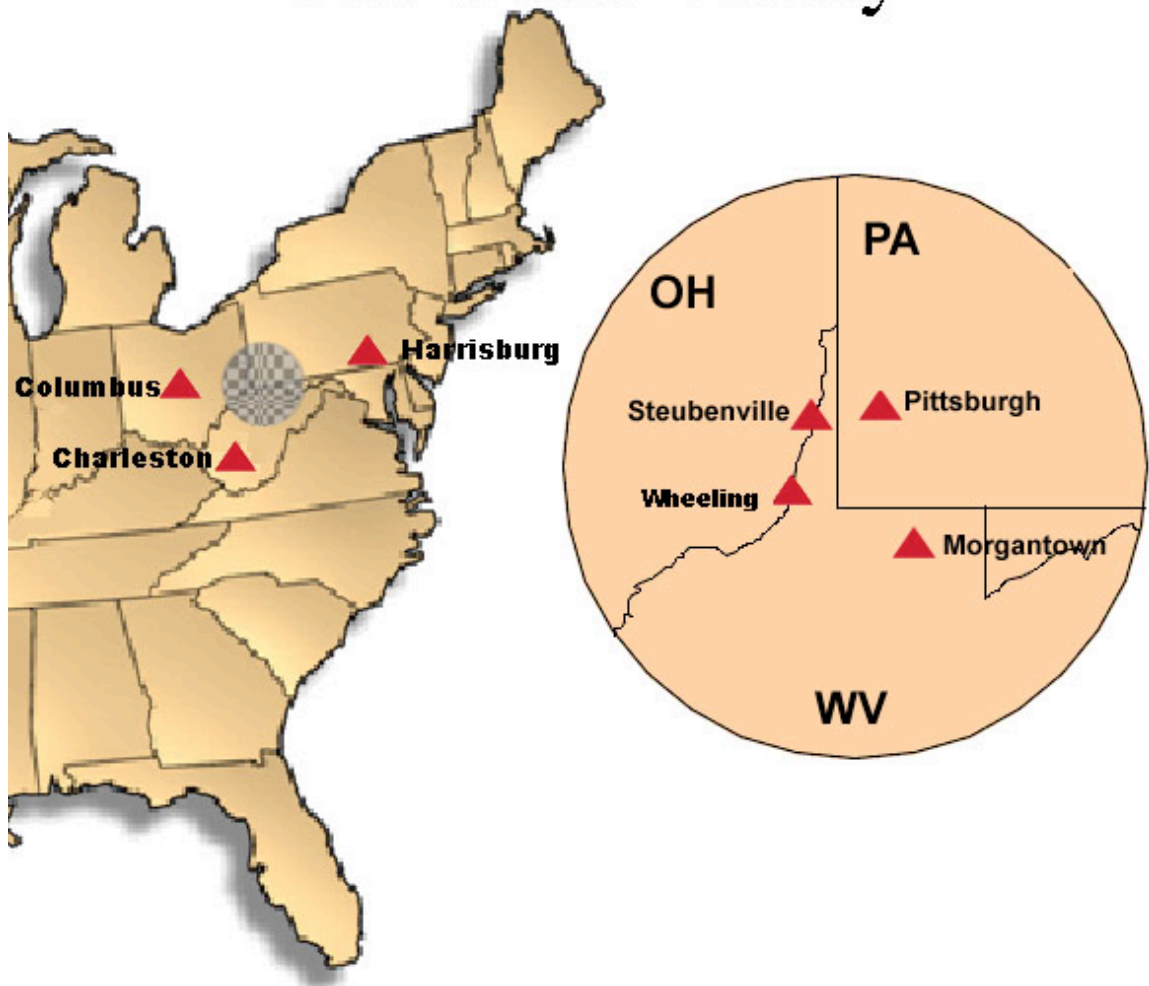 Harrisburg
Columbus
Charleston
PA
OH
Steubenville
Pittsburgh
Wheeling
Morgantown
WV